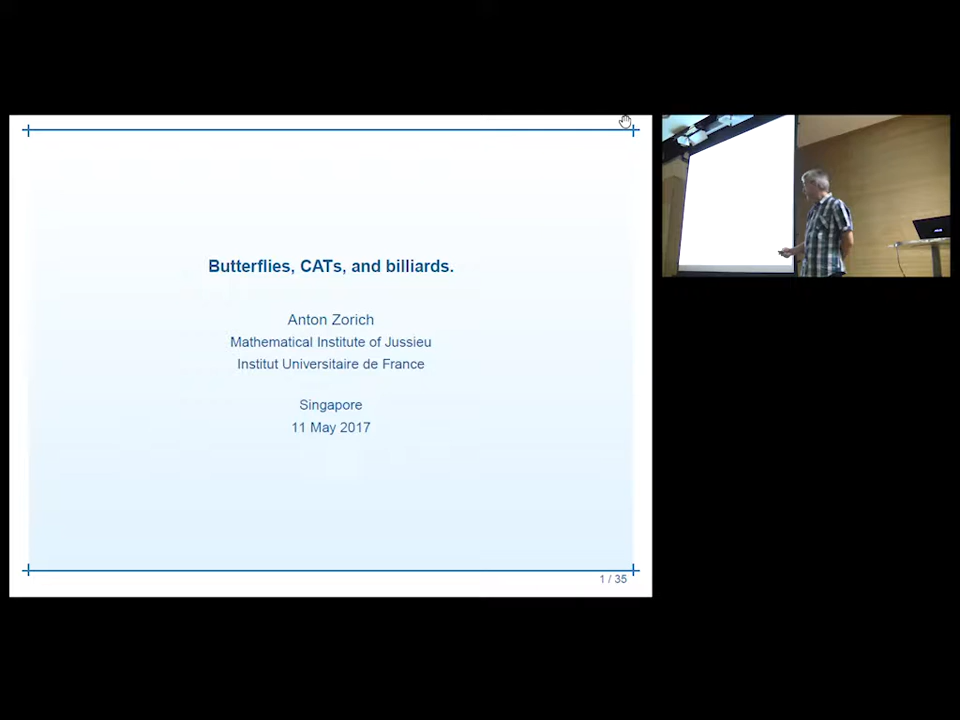 Butterflies, CATs, and billiards.
Anton Zorich
Mathematical Institute of Jussieu
Institut Universitaire de France
Singapore
11 May 2017
1 / 35